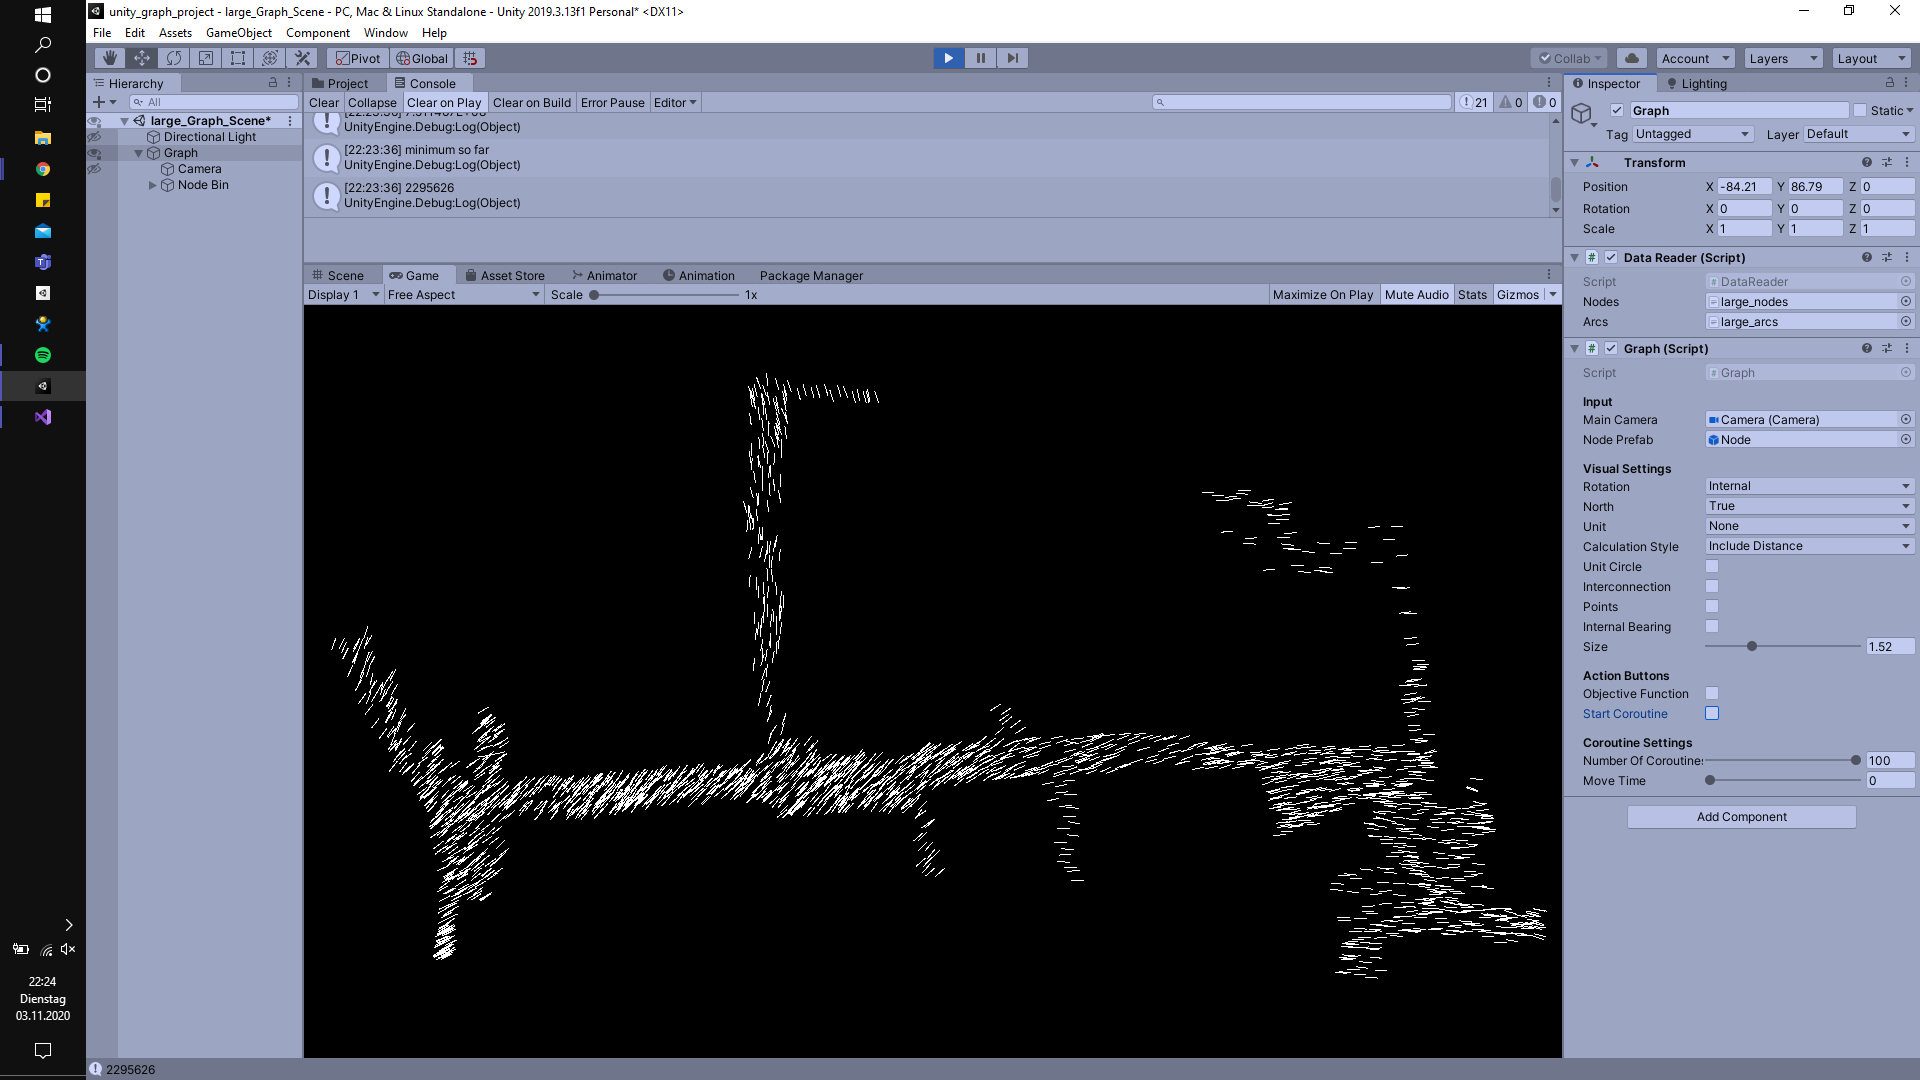 unity_graph_project - large_Graph_Scene - PC, Mac & Linux Standalone - Unity 2019.3.13f1 Personal* <DX11>
File Edit Assets GameObject Component Window Help
Pivot Global Collab Account Layers Layout
Hierarchy
All
large_Graph_Scene*
Directional Light
Graph
Camera
Node Bin
Project Console
Clear Collapse Clear on Play Clear on Build Error Pause Editor 21 0 0
UnityEngine.Debug:Log(Object)
[22:23:36] minimum so far
UnityEngine.Debug:Log(Object)
[22:23:36] 2295626
UnityEngine.Debug:Log(Object)
Scene Game Asset Store Animator Animation Package Manager
Display 1 Free Aspect Scale 1x Maximize On Play Mute Audio Stats Gizmos
Inspector Lighting
Graph Static
Tag Untagged Layer Default
Transform
Position X -84.21 Y 86.79 Z 0
Rotation X 0 Y 0 Z 0
Scale X 1 Y 1 Z 1
Data Reader (Script)
Script DataReader
Nodes large_nodes
Arcs large_arcs
Graph (Script)
Script Graph
Input
Main Camera Camera (Camera)
Node Prefab Node
Visual Settings
Rotation Internal
North True
Unit None
Calculation Style Include Distance
Unit Circle
Interconnection
Points
Internal Bearing
Size 1.52
Action Buttons
Objective Function
Start Coroutine
Coroutine Settings
Number Of Coroutine 100
Move Time 0
Add Component
22:24
Dienstag
03.11.2020
2295626